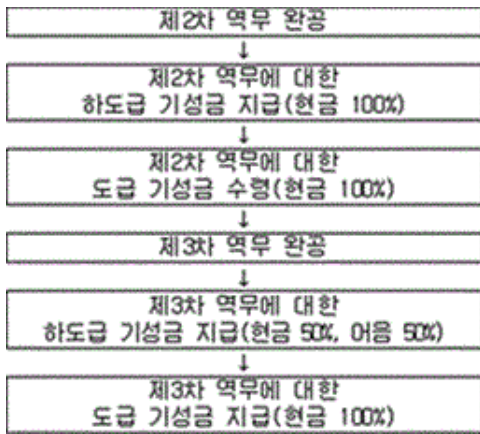 제2차 역무 완공
↓
제2차 역무에 대한
하도급 기성금 지급(현금 100%)
↓
제2차 역무에 대한
도급 기성금 수령(현금 100%)
↓
제3차 역무 완공
↓
제3차 역무에 대한
하도급 기성금 지급(현금 50%, 어음 50%)
↓
제3차 역무에 대한
도급 기성금 지급(현금 100%)